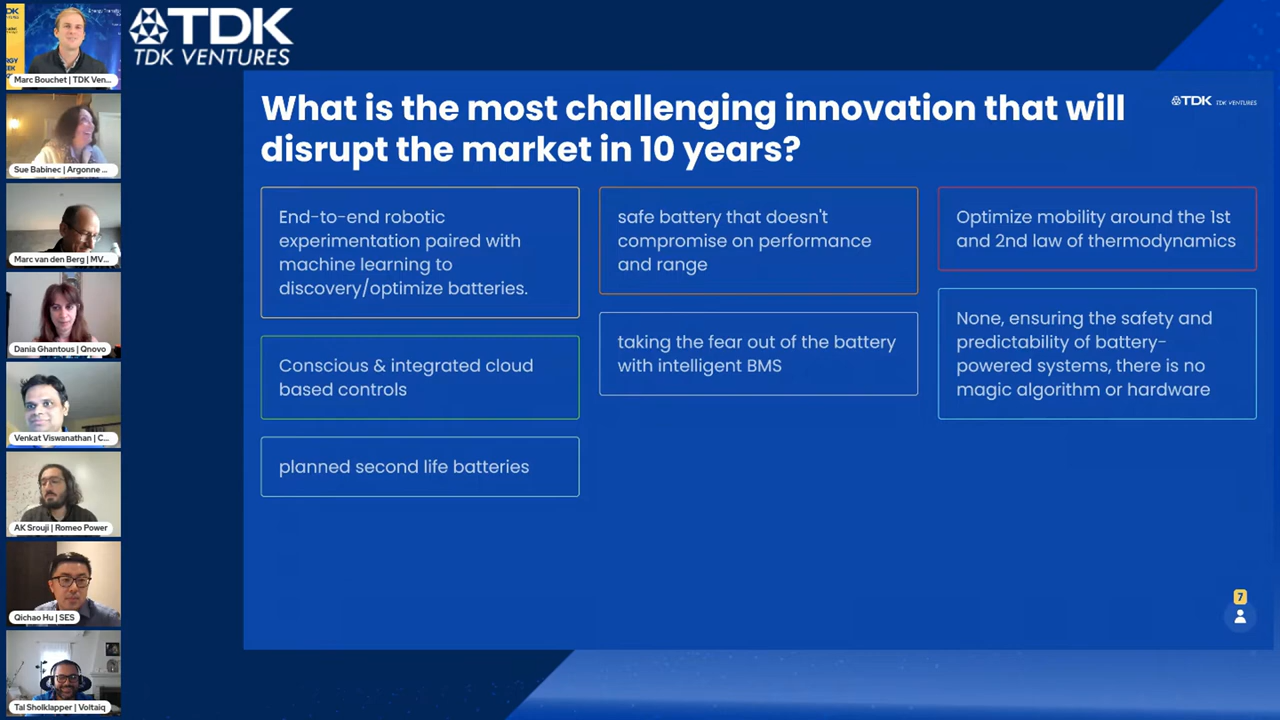 TDK
TDK VENTURES
Marc Bouchet | TDK Ven...
Sue Babinec | Argonne ...
Marc van den Berg | MV...
Dania Ghantous | Qnovo
Venkat Viswanathan | C...
AK Srouji | Romeo Power
Qichao Hu | SES
Tal Sholklapper | Voltaiq
What is the most challenging innovation that will
disrupt the market in 10 years?
TDK TDK VENTURES
End-to-end robotic
experimentation paired with
machine learning to
discovery/optimize batteries.
Conscious & integrated cloud
based controls
planned second life batteries
safe battery that doesn't
compromise on performance
and range
taking the fear out of the battery
with intelligent BMS
Optimize mobility around the 1st
and 2nd law of thermodynamics
None, ensuring the safety and
predictability of battery-
powered systems, there is no
magic algorithm or hardware
7